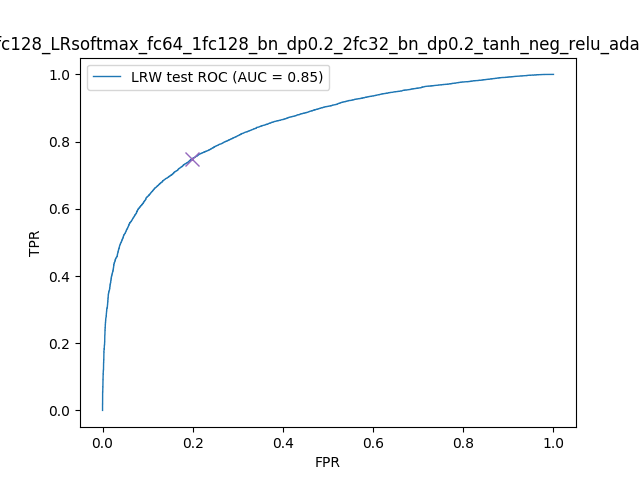 fc128_LRsoftmax_fc64_1fc128_bn_dp0.2_2fc32_bn_dp0.2_tanh_neg_relu_ada
LRW test ROC (AUC = 0.85)
1.0
0.8
0.6
0.4
0.2
0.0
TPR
0.0 0.2 0.4 0.6 0.8 1.0
FPR